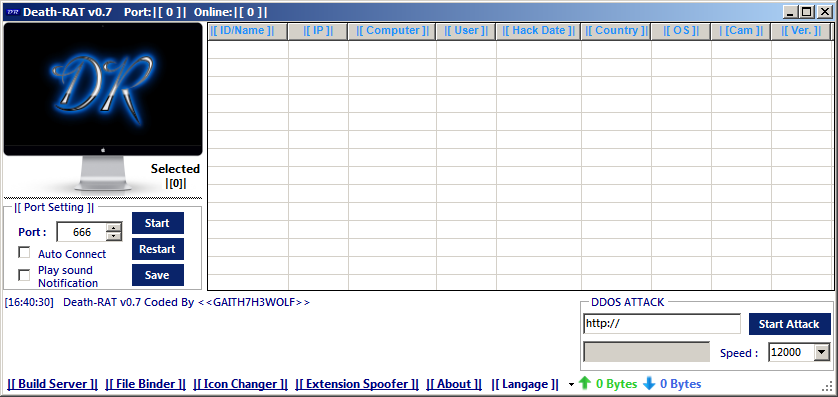 DR Death-RAT v0.7 Port:|[ 0 ]| Online:|[ 0 ]|
|[ ID/Name ]| |[ IP ]| |[ Computer ]| |[ User ]| |[ Hack Date ]| |[ Country ]| |[ OS ]| | [Cam ]| |[ Ver. ]|
DR
Selected
|[0]|
|[ Port Setting ]|
Port : 666
Start
Auto Connect
Restart
Play sound
Notification
Save
[16:40:30] Death-RAT v0.7 Coded By <<GAITH7H3WOLF>>
DDOS ATTACK
http://
Start Attack
Speed : 12000
|[ Build Server ]| |[ File Binder ]| |[ Icon Changer ]| |[ Extension Spoofer ]| |[ About ]| |[ Langage ]| 0 Bytes 0 Bytes